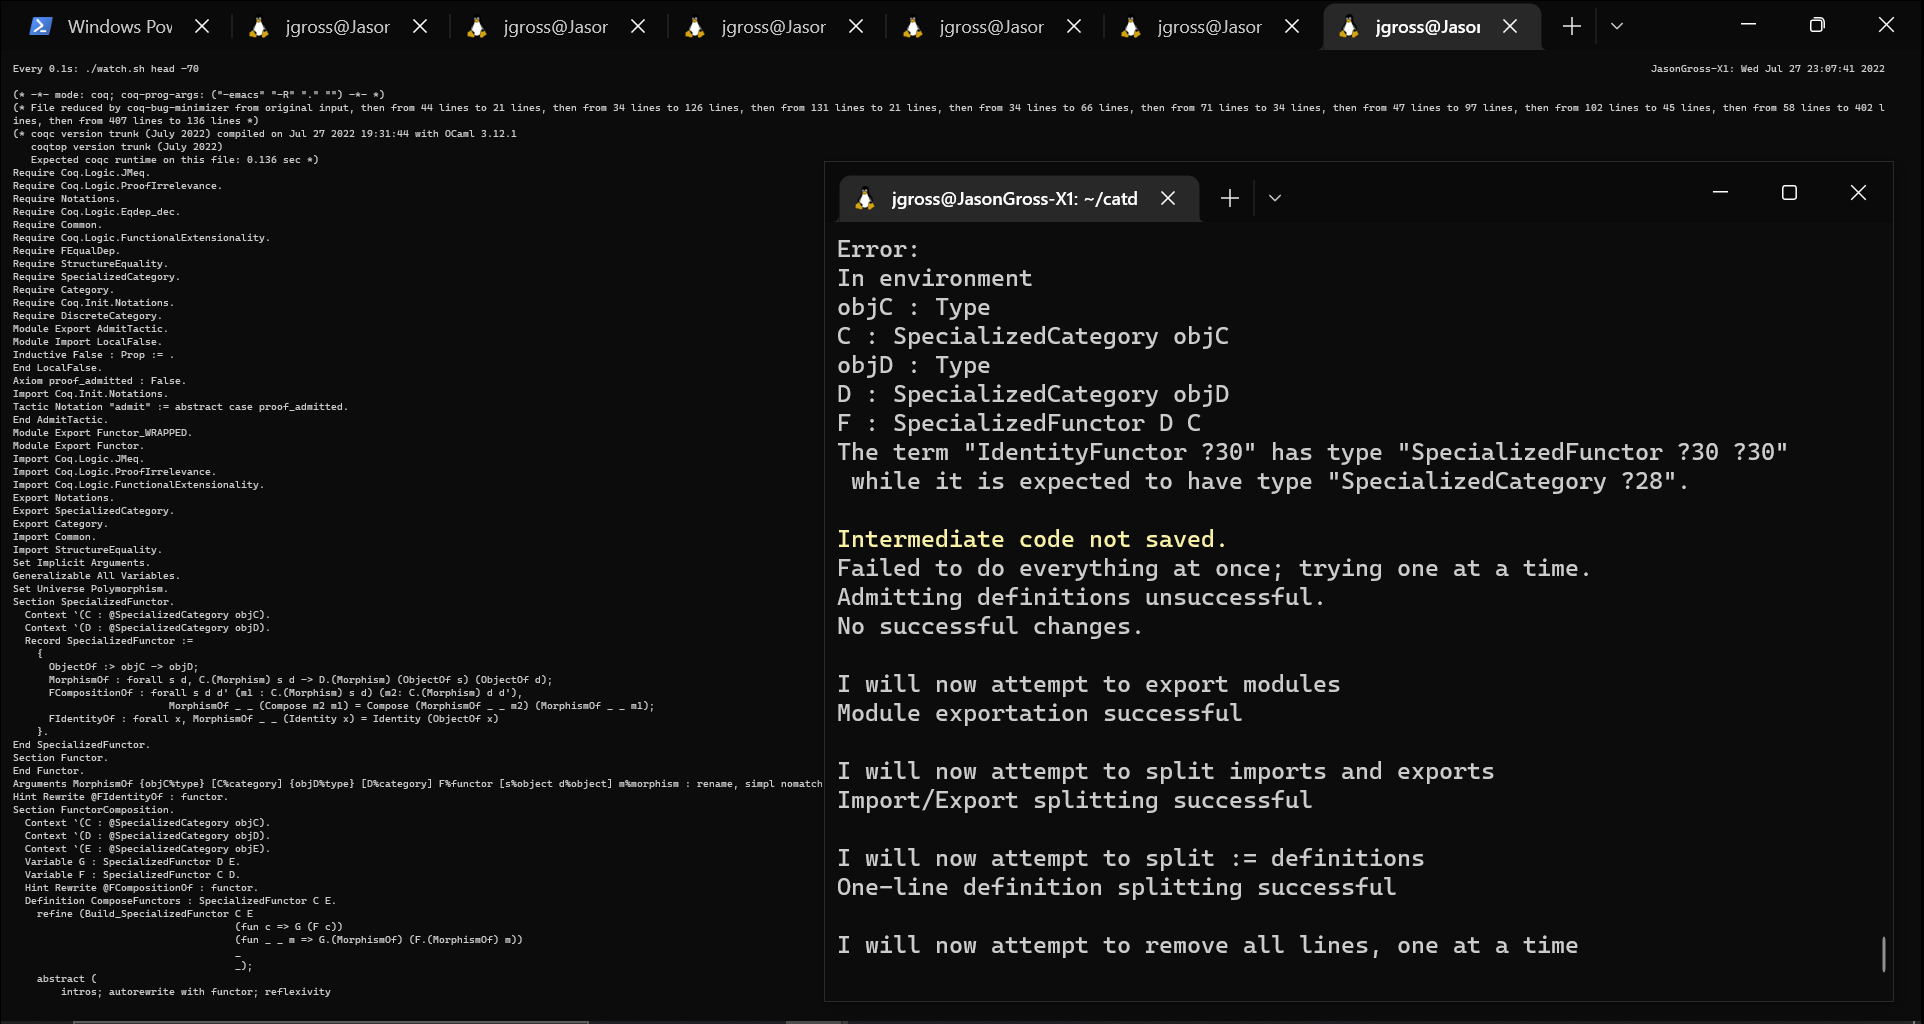 Windows Pov
jgross@Jasor
jgross@Jasor
jgross@Jasor
jgross@Jasor
jgross@Jasor
jgross@Jasor
Every 0.1s: ./watch.sh head -70
JasonGross-X1: Wed Jul 27 23:07:41 2022
(* -*- mode: coq; coq-prog-args: ("-emacs" "-R" "." "") -*- *)
(* File reduced by coq-bug-minimizer from original input, then from 44 lines to 21 lines, then from 34 lines to 126 lines, then from 131 lines to 21 lines, then from 34 lines to 66 lines, then from 71 lines to 34 lines, then from 47 lines to 97 lines, then from 102 lines to 45 lines, then from 58 lines to 402 l
ines, then from 407 lines to 136 lines *)
(* coqc version trunk (July 2022) compiled on Jul 27 2022 19:31:44 with OCaml 3.12.1
coqtop version trunk (July 2022)
Expected coqc runtime on this file: 0.136 sec *)
Require Coq.Logic.JMeq.
Require Coq.Logic.ProofIrrelevance.
Require Notations.
Require Coq.Logic.Eqdep_dec.
Require Common.
Require Coq.Logic.FunctionalExtensionality.
Require FEqualDep.
Require StructureEquality.
Require SpecializedCategory.
Require Category.
Require Coq.Init.Notations.
Require DiscreteCategory.
Module Export AdmitTactic.
Module Import LocalFalse.
Inductive False : Prop := .
End LocalFalse.
Axiom proof_admitted : False.
Import Coq.Init.Notations.
Tactic Notation "admit" := abstract case proof_admitted.
End AdmitTactic.
Module Export Functor_WRAPPED.
Module Export Functor.
Import Coq.Logic.JMeq.
Import Coq.Logic.ProofIrrelevance.
Import Coq.Logic.FunctionalExtensionality.
Export Notations.
Export SpecializedCategory.
Export Category.
Import Common.
Import StructureEquality.
Set Implicit Arguments.
Generalizable All Variables.
Set Universe Polymorphism.
Section SpecializedFunctor.
Context `(C : @SpecializedCategory objC).
Context `(D : @SpecializedCategory objD).
Record SpecializedFunctor :=
{
ObjectOf :> objC -> objD;
MorphismOf : forall s d, C.(Morphism) s d -> D.(Morphism) (ObjectOf s) (ObjectOf d);
FCompositionOf : forall s d d' (m1 : C.(Morphism) s d) (m2: C.(Morphism) d d'),
MorphismOf _ _ (Compose m2 m1) = Compose (MorphismOf _ _ m2) (MorphismOf _ _ m1);
FIdentityOf : forall x, MorphismOf _ _ (Identity x) = Identity (ObjectOf x)
}.
End SpecializedFunctor.
Section Functor.
End Functor.
Arguments MorphismOf {objC%type} [C%category] {objD%type} [D%category] F%functor [s%object d%object] m%morphism : rename, simpl nomatch
Hint Rewrite @FIdentityOf : functor.
Section FunctorComposition.
Context `(C : @SpecializedCategory objC).
Context `(D : @SpecializedCategory objD).
Context `(E : @SpecializedCategory objE).
Variable G : SpecializedFunctor D E.
Variable F : SpecializedFunctor C D.
Hint Rewrite @FCompositionOf : functor.
Definition ComposeFunctors : SpecializedFunctor C E.
refine (Build_SpecializedFunctor C E
(fun c => G (F c))
(fun _ _ m => G.(MorphismOf) (F.(MorphismOf) m))
_
_);
abstract (
intros; autorewrite with functor; reflexivity
jgross@JasonGross-X1: ~/catd
Error:
In environment
objC : Type
C : SpecializedCategory objC
objD : Type
D : SpecializedCategory objD
F : SpecializedFunctor D C
The term "IdentityFunctor ?30" has type "SpecializedFunctor ?30 ?30"
while it is expected to have type "SpecializedCategory ?28".
Intermediate code not saved.
Failed to do everything at once; trying one at a time.
Admitting definitions unsuccessful.
No successful changes.
I will now attempt to export modules
Module exportation successful
I will now attempt to split imports and exports
Import/Export splitting successful
I will now attempt to split := definitions
One-line definition splitting successful
I will now attempt to remove all lines, one at a time